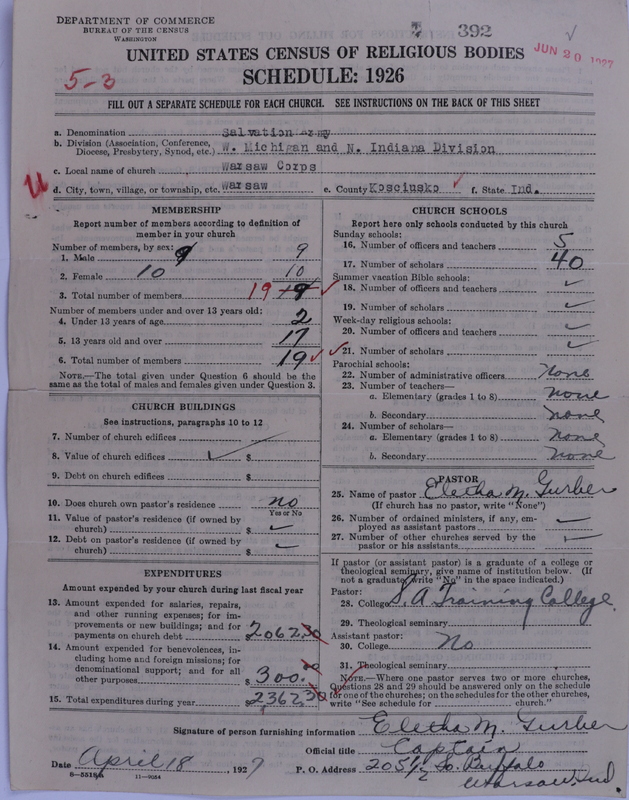 DEPARTMENT OF COMMERCE
BUREAU OF THE CENSUS
WASHINGTON
392
JUN 20 1927
UNITED STATES CENSUS OF RELIGIOUS BODIES
SCHEDULE: 1926
5-3
FILL OUT A SEPARATE SCHEDULE FOR EACH CHURCH. SEE INSTRUCTIONS ON THE BACK OF THIS SHEET
a. Denomination Salvation Army
b. Division (Association, Conference, Diocese, Presbytery, Synod, etc.) W. Michigan and N. Indiana Division
c. Local name of church Warsaw Corps
d. City, town, village, or township, etc. Warsaw e. County Kosciusko f. State Ind.
MEMBERSHIP
Report number of members according to definition of
member in your church
Number of members, by sex:
1. Male 9 9
2. Female 10 10
3. Total number of members 19
Number of members under and over 13 years old:
4. Under 13 years of age 2
5. 13 years old and over 17
6. Total number of members 19
NOTE.—The total given under Question 6 should be
same as the total of males and females given under Question 3.
CHURCH BUILDINGS
See instructions, paragraphs 10 to 12
7. Number of church edifices
8. Value of church edifices $
9. Debt on church edifices $
10. Does church own pastor's residence no
Yes or No
11. Value of pastor's residence (if owned by
church) $
12. Debt on pastor's residence (if owned by
church) $
EXPENDITURES
Amount expended by your church during last fiscal year
13. Amount expended for salaries, repairs,
and other running expenses; for im-
provements or new buildings; and for
payments on church debt $ 2062.30
14. Amount expended for benevolences, in-
cluding home and foreign missions; for
denominational support; and for all
other purposes $ 300.00
15. Total expenditures during year $ 2362.30
CHURCH SCHOOLS
Report here only schools conducted by this church
Sunday schools:
16. Number of officers and teachers 5
17. Number of scholars 40
Summer vacation Bible schools:
18. Number of officers and teachers
19. Number of scholars
Week-day religious schools:
20. Number of officers and teachers
21. Number of scholars
Parochial schools:
22. Number of administrative officers none
23. Number of teachers—
a. Elementary (grades 1 to 8) none
b. Secondary none
24. Number of scholars—
a. Elementary (grades 1 to 8) none
b. Secondary none
PASTOR
25. Name of pastor Eletha M. Gurber
(If church has no pastor, write "None")
26. Number of ordained ministers, if any, em-
ployed as assistant pastors
27. Number of other churches served by the
pastor or his assistants
If pastor (or assistant pastor) is a graduate of a college or
theological seminary, give name of institution below. (If
not a graduate, write "No" in the space indicated.)
Pastor:
28. College S. A Training College
29. Theological seminary
Assistant pastor:
30. College No
31. Theological seminary
NOTE.—Where one pastor serves two or more churches,
Questions 28 and 29 should be answered only on the schedule
for one of the churches; on the schedules for the other churches,
write "See schedule for church."
Signature of person furnishing information Eletha M. Gurber
Official title Captain
Date April 18, 1927 P. O. Address 205½ So. Buffalo
Warsaw, Ind
8—5518a 11—9084